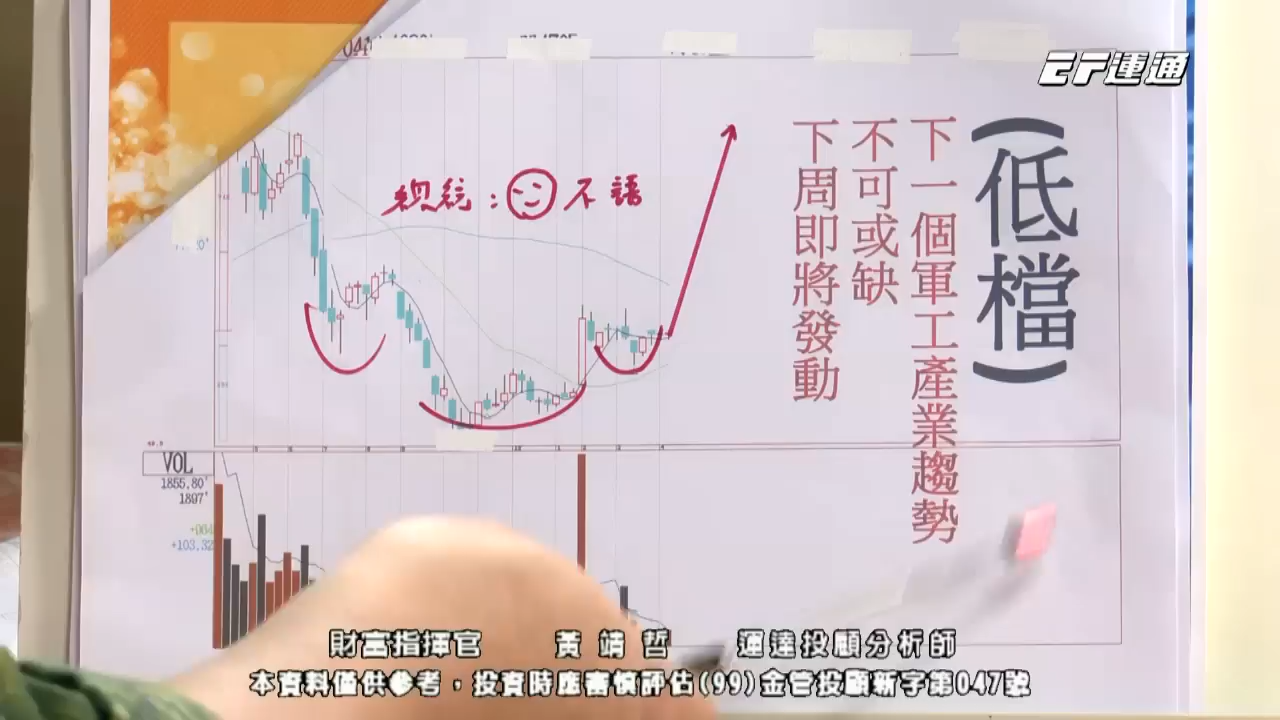 EF運通
(低檔)
下一個軍工產業趨勢
不可或缺
下周即將發動
總統:不語
VOL
1855.80'
1897'
+103.32
財富指揮官 黃靖哲 運達投顧分析師
本資料僅供參考,投資時應審慎評估(99)金管投顧新字第047號